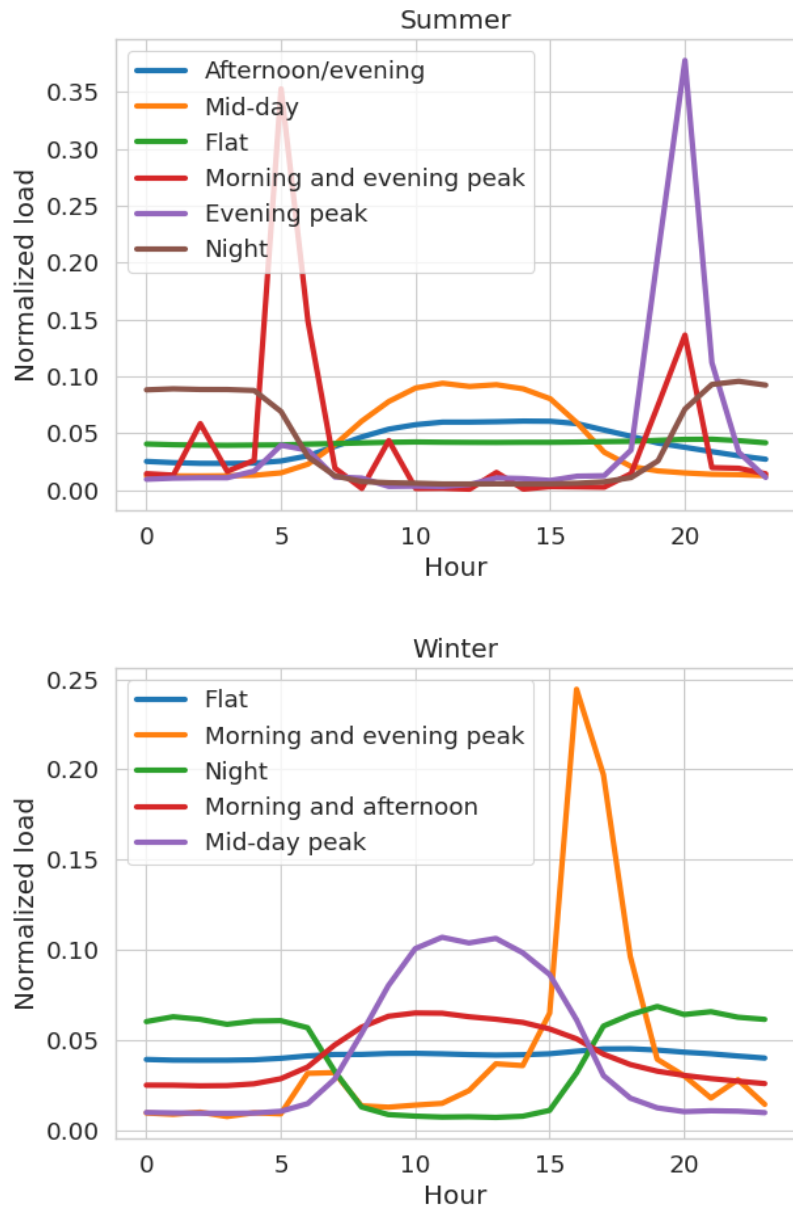 Summer
Normalized load
0.35
0.30
0.25
0.20
0.15
0.10
0.05
0.00
Afternoon/evening
Mid-day
Flat
Morning and evening peak
Evening peak
Night
0 5 10 15 20
Hour
Winter
Normalized load
0.25
0.20
0.15
0.10
0.05
0.00
Flat
Morning and evening peak
Night
Morning and afternoon
Mid-day peak
0 5 10 15 20
Hour